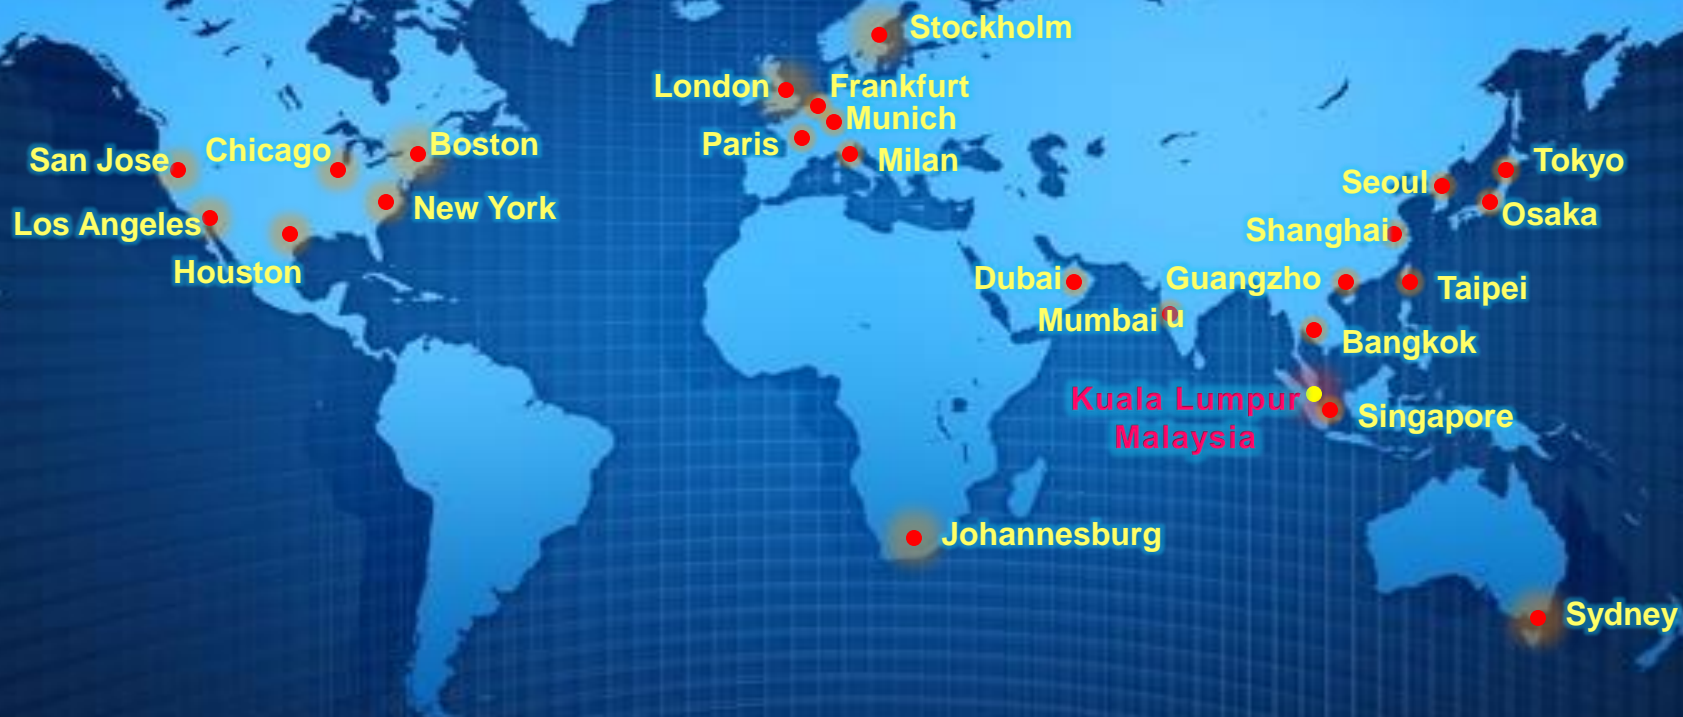 Stockholm
London
Frankfurt
Munich
Paris
Milan
San Jose
Chicago
Boston
Los Angeles
New York
Houston
Tokyo
Seoul
Osaka
Shanghai
Dubai
Guangzho
u
Taipei
Mumbai
Bangkok
Kuala Lumpur
Malaysia
Singapore
Johannesburg
Sydney